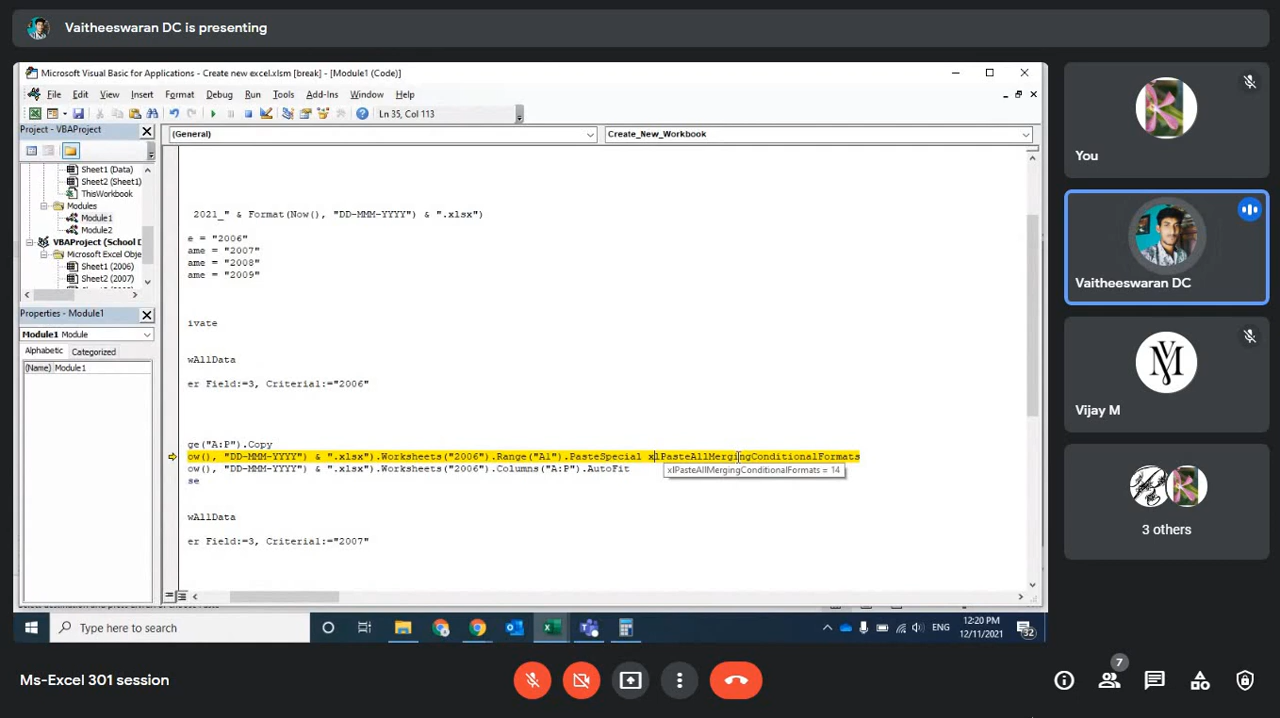 Vaitheeswaran DC is presenting
Microsoft Visual Basic for Applications - Create new excel.xlsm [break] - [Module1 (Code)]
File Edit View Insert Format Debug Run Tools Add-Ins Window Help
Ln 35, Col 113
Project - VBAProject
(General)
Create_New_Workbook
Sheet1 (Data)
Sheet2 (Sheet1)
ThisWorkbook
Modules
Module1
Module2
VBAProject (School D
Microsoft Excel Obje
Sheet1 (2006)
Sheet2 (2007)
Properties - Module1
Module1 Module
Alphabetic Categorized
(Name) Module1
2021_" & Format(Now(), "DD-MMM-YYYY") & ".xlsx")
e = "2006"
ame = "2007"
ame = "2008"
ame = "2009"
ivate
wAllData
er Field:=3, Criteria1:="2006"
ge("A:P").Copy
ow(), "DD-MMM-YYYY") & ".xlsx").Worksheets("2006").Range("A1").PasteSpecial xlPasteAllMergingConditionalFormats
ow(), "DD-MMM-YYYY") & ".xlsx").Worksheets("2006").Columns("A:P").AutoFit
xlPasteAllMergingConditionalFormats = 14
se
wAllData
er Field:=3, Criteria1:="2007"
Type here to search
ENG
12:20 PM
12/11/2021
32
You
Vaitheeswaran DC
VM
Vijay M
3 others
Ms-Excel 301 session
7